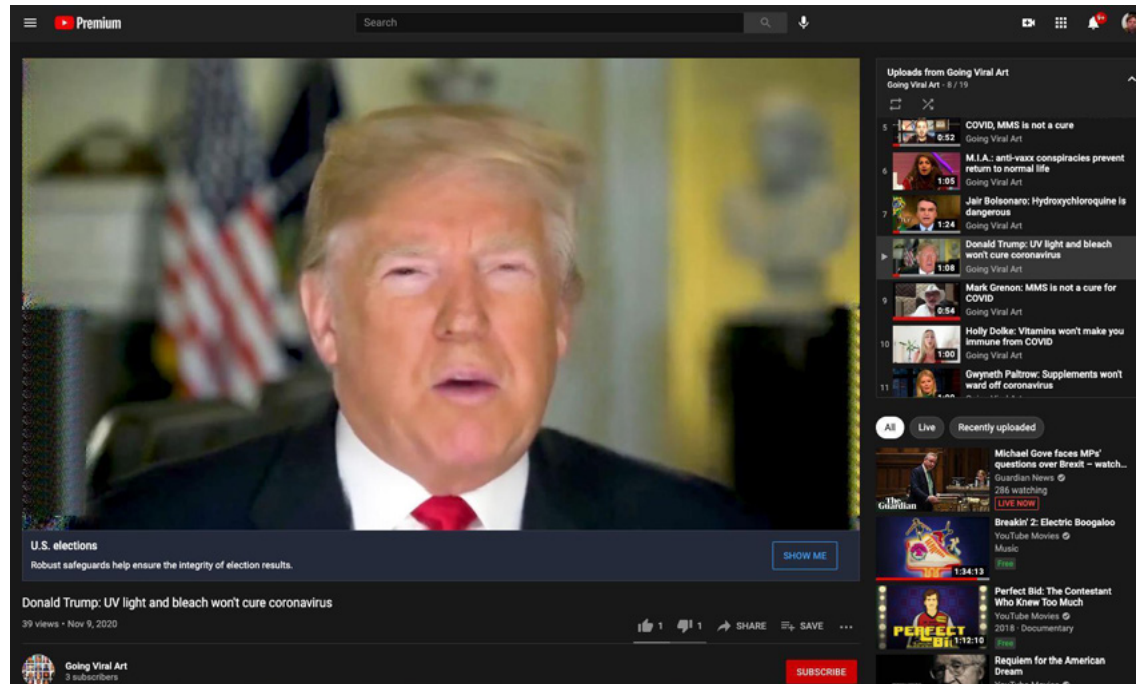 Premium
Search
9+
U.S. elections
Robust safeguards help ensure the integrity of election results.
SHOW ME
Donald Trump: UV light and bleach won't cure coronavirus
39 views • Nov 9, 2020
1
1
SHARE
SAVE
Going Viral Art
3 subscribers
SUBSCRIBE
Uploads from Going Viral Art
Going Viral Art - 8 / 19
5
0:52
COVID, MMS is not a cure
Going Viral Art
6
1:05
M.I.A.: anti-vaxx conspiracies prevent
return to normal life
Going Viral Art
7
1:24
Jair Bolsonaro: Hydroxychloroquine is
dangerous
Going Viral Art
1:08
Donald Trump: UV light and bleach
won't cure coronavirus
Going Viral Art
9
0:54
Mark Grenon: MMS is not a cure for
COVID
Going Viral Art
10
1:00
Holly Dolke: Vitamins won't make you
immune from COVID
Going Viral Art
11
Gwyneth Paltrow: Supplements won't
ward off coronavirus
All
Live
Recently uploaded
The
Guardian
Michael Gove faces MPs'
questions over Brexit – watch...
Guardian News
286 watching
LIVE NOW
1:34:13
Breakin' 2: Electric Boogaloo
YouTube Movies
Music
Free
PERFECT
BID
1:12:10
Perfect Bid: The Contestant
Who Knew Too Much
YouTube Movies
2018 · Documentary
Free
Requiem for the American
Dream